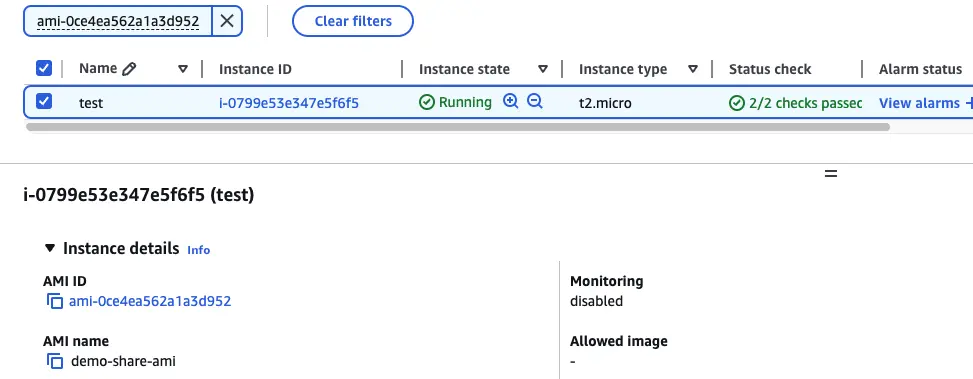 ami-0ce4ea562a1a3d952
Clear filters
Name Instance ID Instance state Instance type Status check Alarm status
test i-0799e53e347e5f6f5 Running t2.micro 2/2 checks passec View alarms +
i-0799e53e347e5f6f5 (test)
Instance details Info
AMI ID
ami-0ce4ea562a1a3d952
AMI name
demo-share-ami
Monitoring
disabled
Allowed image
-